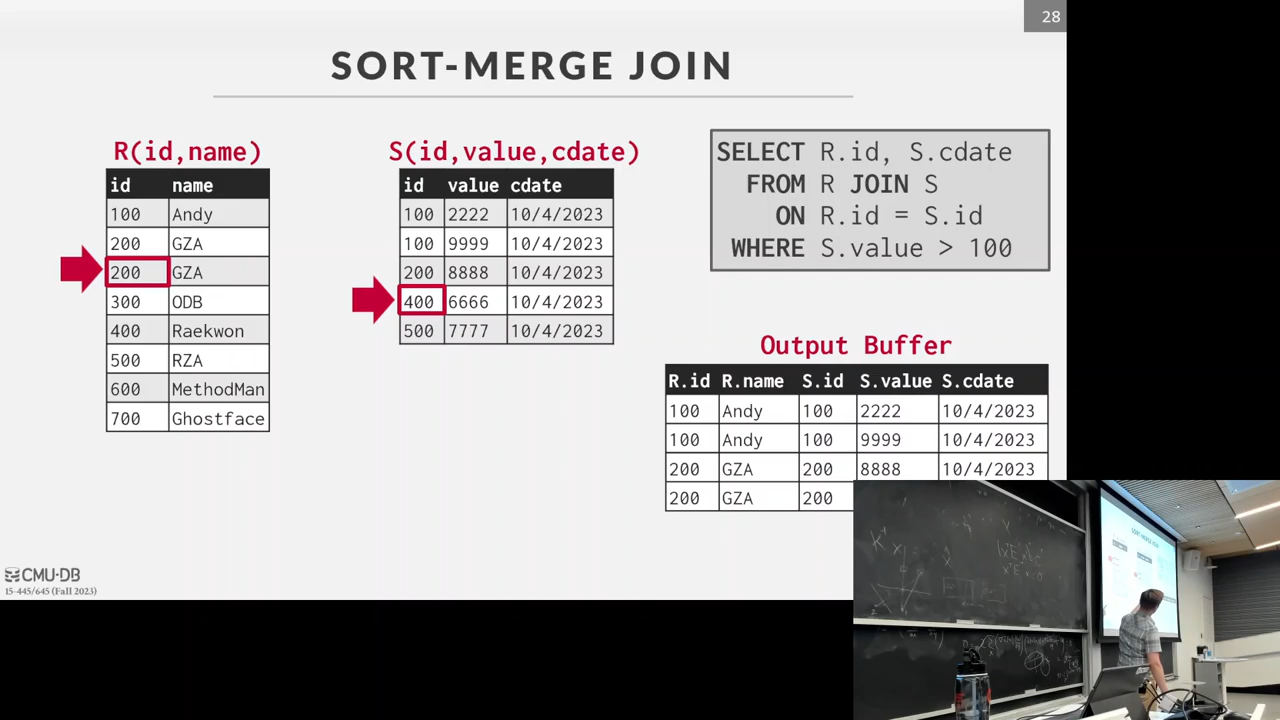 28
SORT-MERGE JOIN
R(id,name)
id name
100 Andy
200 GZA
200 GZA
300 ODB
400 Raekwon
500 RZA
600 MethodMan
700 Ghostface
S(id,value,cdate)
id value cdate
100 2222 10/4/2023
100 9999 10/4/2023
200 8888 10/4/2023
400 6666 10/4/2023
500 7777 10/4/2023
SELECT R.id, S.cdate
FROM R JOIN S
ON R.id = S.id
WHERE S.value > 100
Output Buffer
R.id R.name S.id S.value S.cdate
100 Andy 100 2222 10/4/2023
100 Andy 100 9999 10/4/2023
200 GZA 200 8888 10/4/2023
200 GZA 200
SORT-MERGE JOIN
CMU·DB
15-445/645 (Fall 2023)